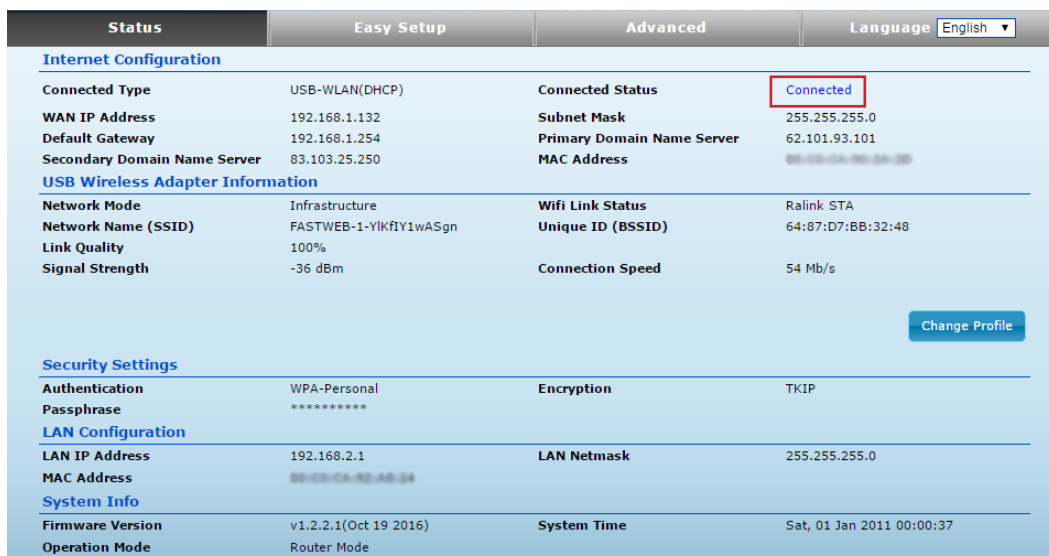 Status Easy Setup Advanced Language English
Internet Configuration
Connected Type USB-WLAN(DHCP) Connected Status Connected
WAN IP Address 192.168.1.132 Subnet Mask 255.255.255.0
Default Gateway 192.168.1.254 Primary Domain Name Server 62.101.93.101
Secondary Domain Name Server 83.103.25.250 MAC Address
USB Wireless Adapter Information
Network Mode Infrastructure Wifi Link Status Ralink STA
Network Name (SSID) FASTWEB-1-YlKfIY1wASgn Unique ID (BSSID) 64:87:D7:BB:32:48
Link Quality 100%
Signal Strength -36 dBm Connection Speed 54 Mb/s
Change Profile
Security Settings
Authentication WPA-Personal Encryption TKIP
Passphrase **********
LAN Configuration
LAN IP Address 192.168.2.1 LAN Netmask 255.255.255.0
MAC Address
System Info
Firmware Version v1.2.2.1(Oct 19 2016) System Time Sat, 01 Jan 2011 00:00:37
Operation Mode Router Mode